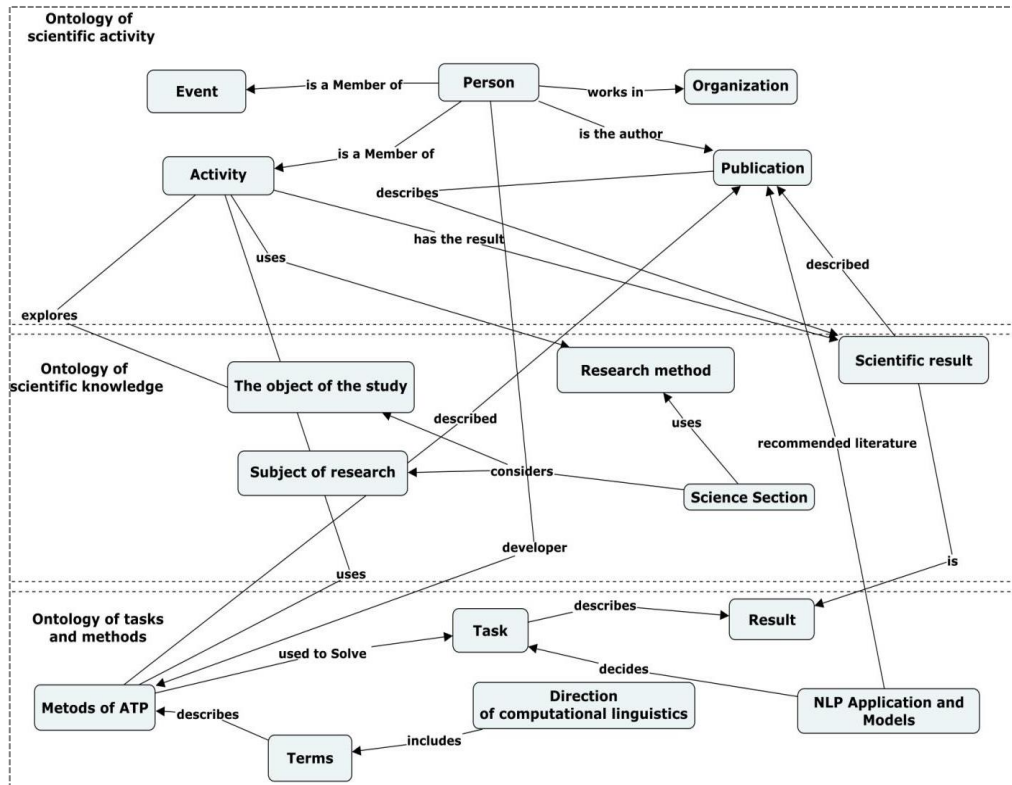 Ontology of
scientific activity
Event
is a Member of
Person
works in
Organization
is the author
is a Member of
Activity
Publication
describes
has the result
uses
described
explores
Ontology of
scientific knowledge
The object of the study
Research method
Scientific result
described
uses
recommended literature
Subject of research
considers
Science Section
developer
uses
is
Ontology of tasks
and methods
describes
Result
Task
used to Solve
decides
Metods of ATP
describes
Direction
of computational linguistics
NLP Application and
Models
includes
Terms